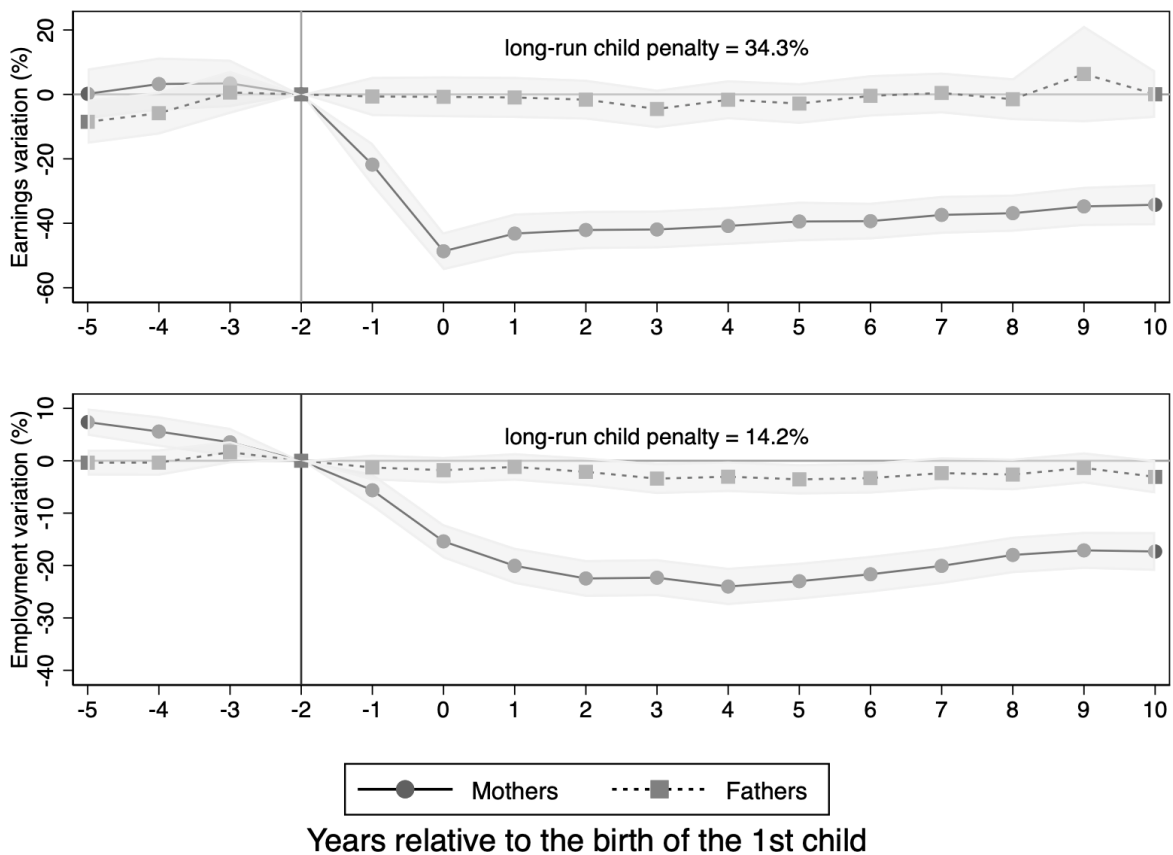 Earnings variation (%)
20
0
-20
-40
-60
long-run child penalty = 34.3%
-5 -4 -3 -2 -1 0 1 2 3 4 5 6 7 8 9 10
Employment variation (%)
10
0
-10
-20
-30
-40
long-run child penalty = 14.2%
-5 -4 -3 -2 -1 0 1 2 3 4 5 6 7 8 9 10
Mothers Fathers
Years relative to the birth of the 1st child